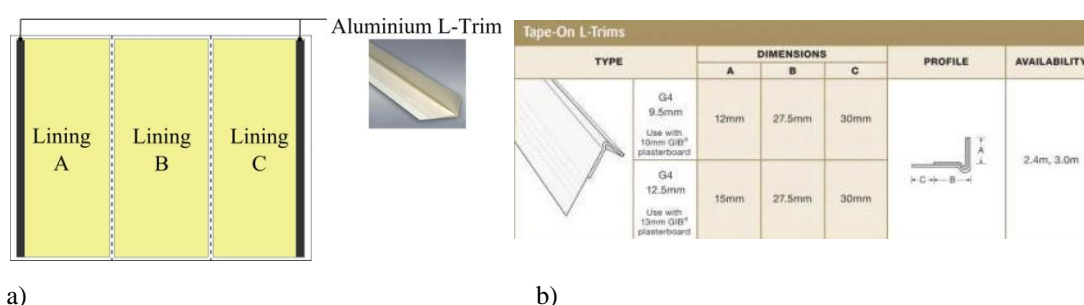 Aluminium L-Trim
Lining
A
Lining
B
Lining
C
a)
Tape-On L-Trims
TYPE
DIMENSIONS
PROFILE
AVAILABILITY
A
B
C
G4
9.5mm
Use with
10mm GIB®
plasterboard
12mm
27.5mm
30mm
G4
12.5mm
Use with
13mm GIB®
plasterboard
15mm
27.5mm
30mm
A
C
B
2.4m, 3.0m
b)